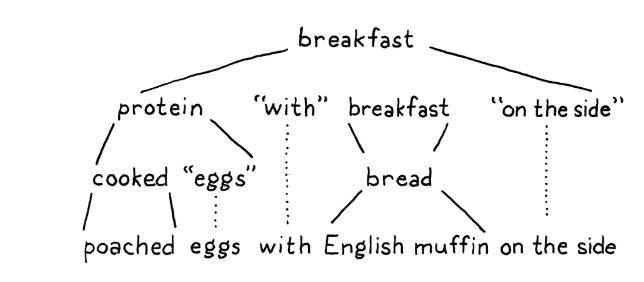 breakfast
protein "with" breakfast "on the side"
cooked "eggs" bread
poached eggs with English muffin on the side